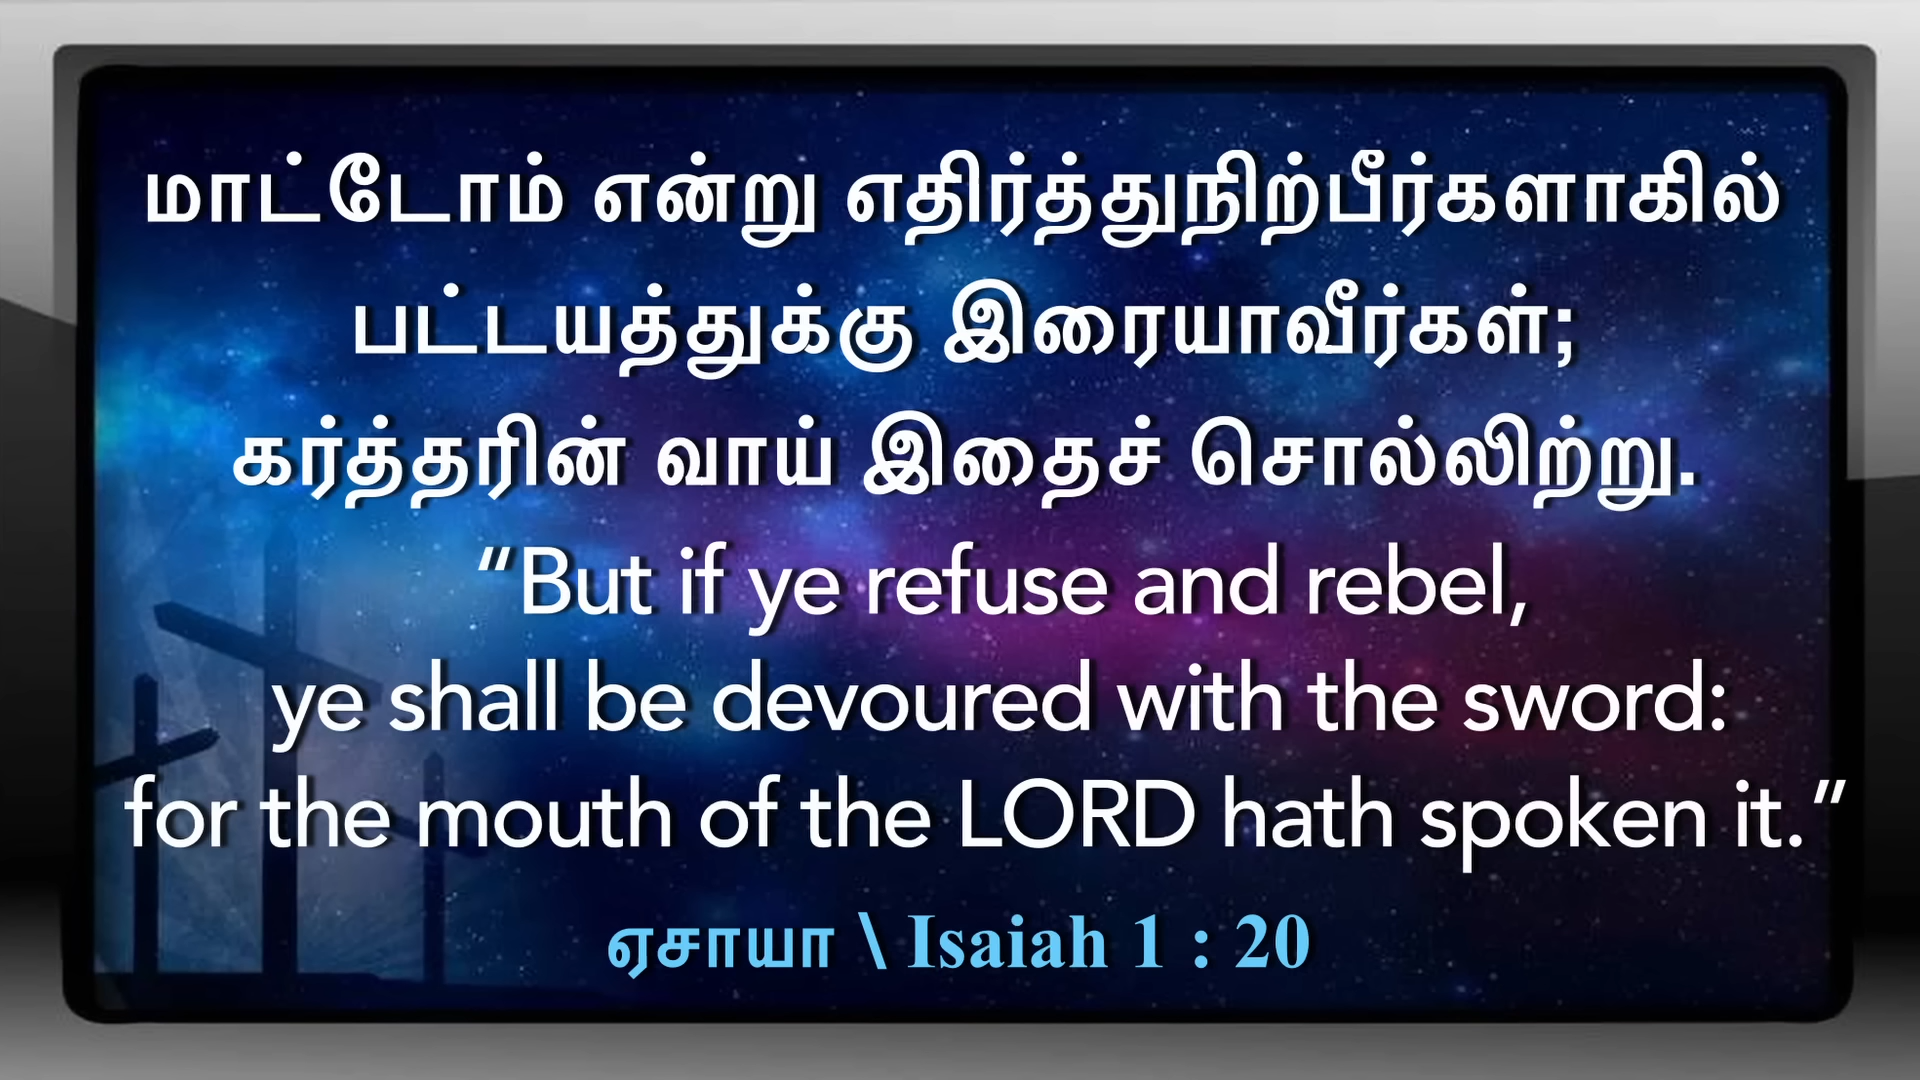 மாட்டோம் என்று எதிர்த்துநிற்பீர்களாகில்
பட்டயத்துக்கு இரையாவீர்கள்;
கர்த்தரின் வாய் இதைச் சொல்லிற்று.
“But if ye refuse and rebel,
ye shall be devoured with the sword:
for the mouth of the LORD hath spoken it.”
ஏசாயா \ Isaiah 1 : 20